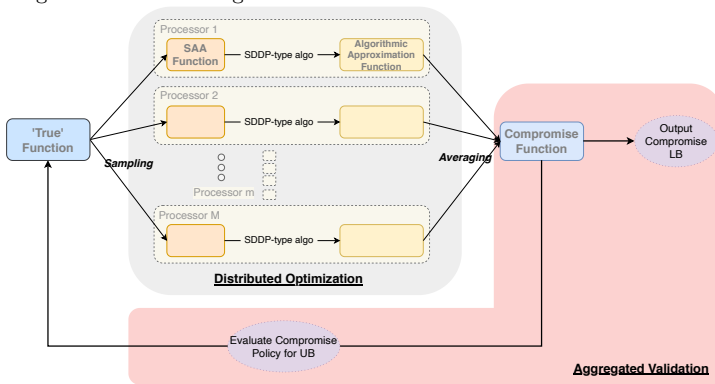 Processor 1
SAA
Function
SDDP-type algo
Algorithmic
Approximation
Function
Processor 2
SDDP-type algo
'True'
Function
Sampling
Averaging
Compromise
Function
Output
Compromise
LB
Processor m
Processor M
SDDP-type algo
Distributed Optimization
Evaluate Compromise
Policy for UB
Aggregated Validation